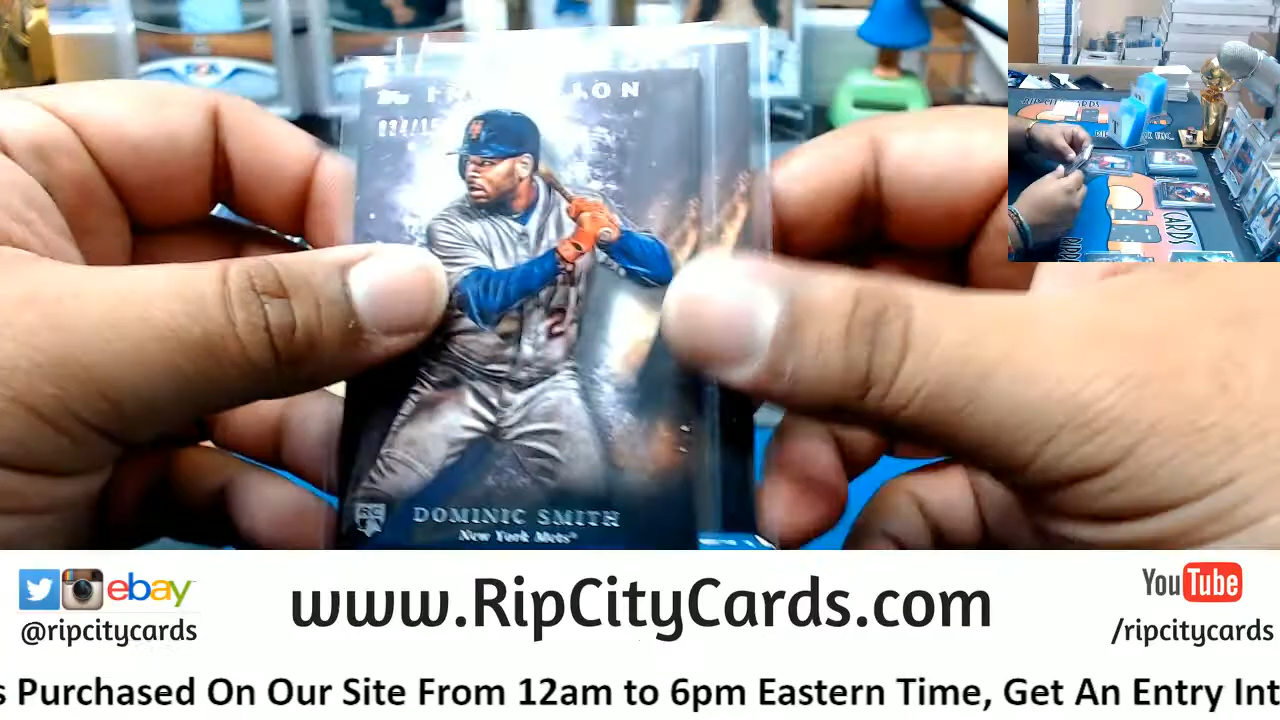 RC
DOMINIC SMITH
New York Mets
ebay
@ripcitycards
www.RipCityCards.com
YouTube
/ripcitycards
s Purchased On Our Site From 12am to 6pm Eastern Time, Get An Entry Int